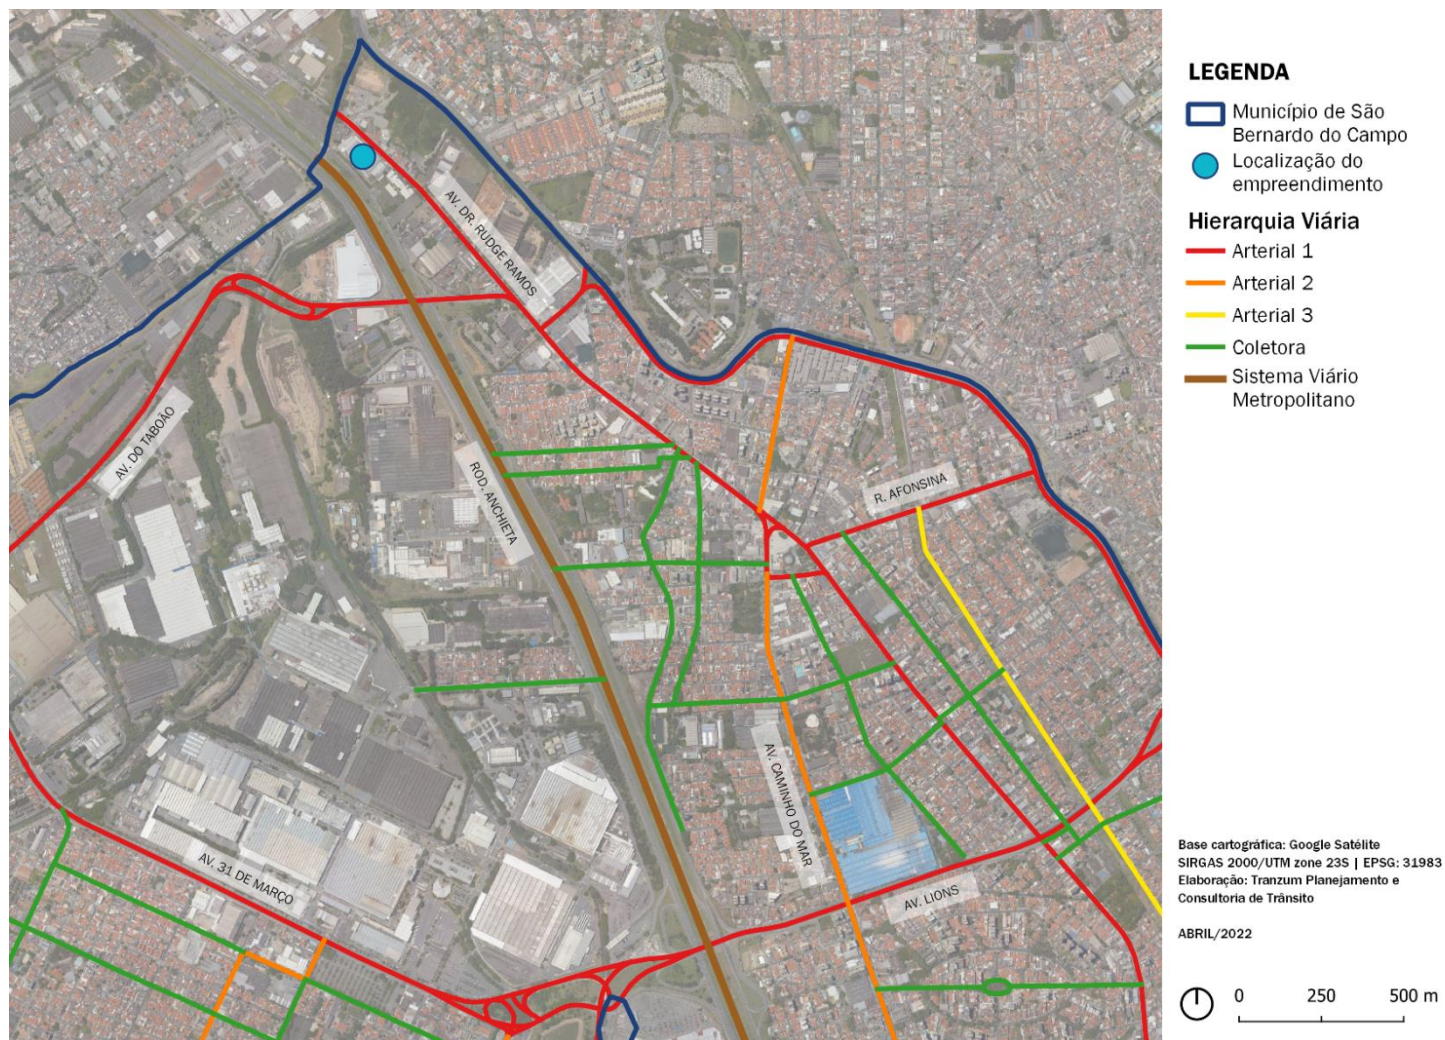 AV. DR. RUDGE RAMOS
AV. DO TABOÃO
ROD. ANCHIETA
R. AFONSINA
AV. CAMINHO DO MAR
AV. 31 DE MARÇO
AV. LIONS
LEGENDA
Município de São
Bernardo do Campo
Localização do
empreendimento
Hierarquia Viária
Arterial 1
Arterial 2
Arterial 3
Coletora
Sistema Viário
Metropolitano
Base cartográfica: Google Satélite
SIRGAS 2000/UTM zone 23S | EPSG: 31983
Elaboração: Tranzum Planejamento e
Consultoria de Trânsito
ABRIL/2022
0 250 500 m